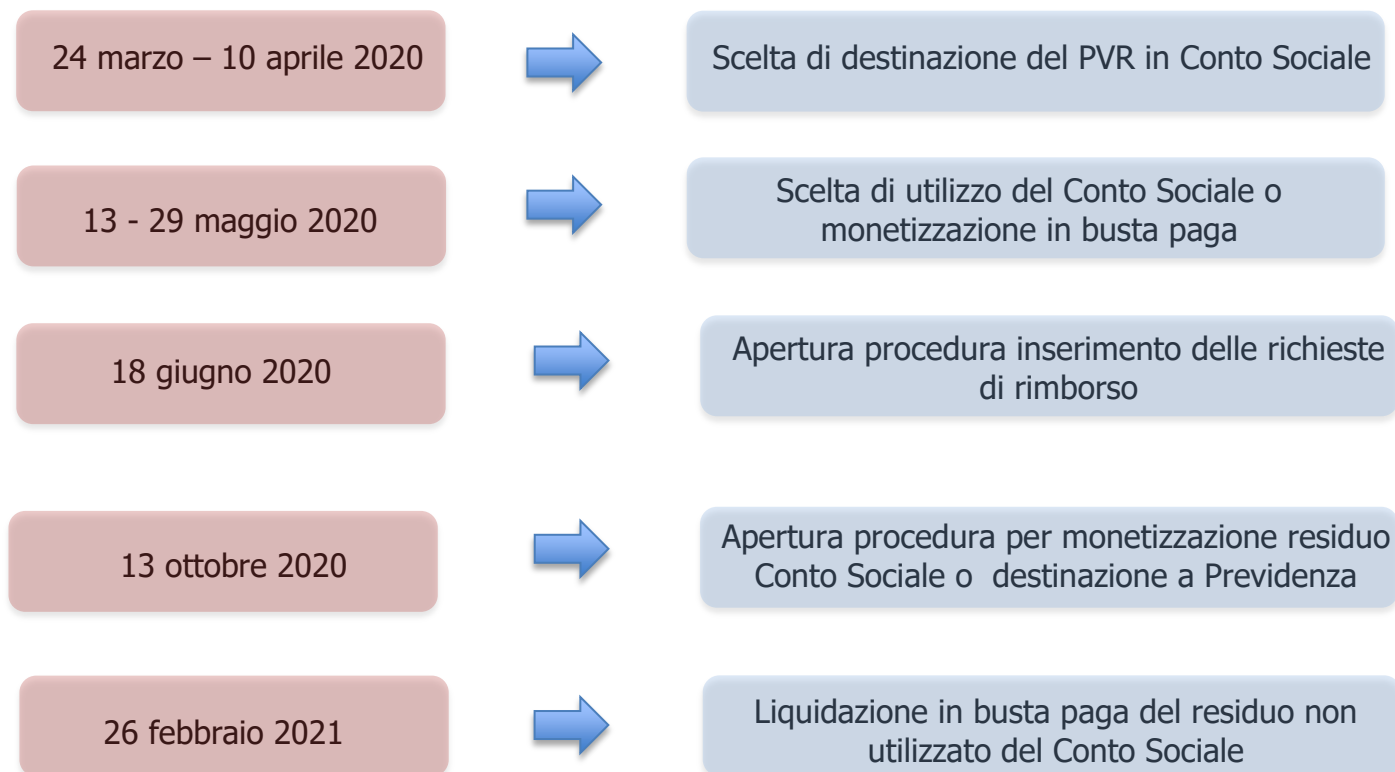 24 marzo – 10 aprile 2020
Scelta di destinazione del PVR in Conto Sociale
13 - 29 maggio 2020
Scelta di utilizzo del Conto Sociale o
monetizzazione in busta paga
18 giugno 2020
Apertura procedura inserimento delle richieste
di rimborso
13 ottobre 2020
Apertura procedura per monetizzazione residuo
Conto Sociale o destinazione a Previdenza
26 febbraio 2021
Liquidazione in busta paga del residuo non
utilizzato del Conto Sociale